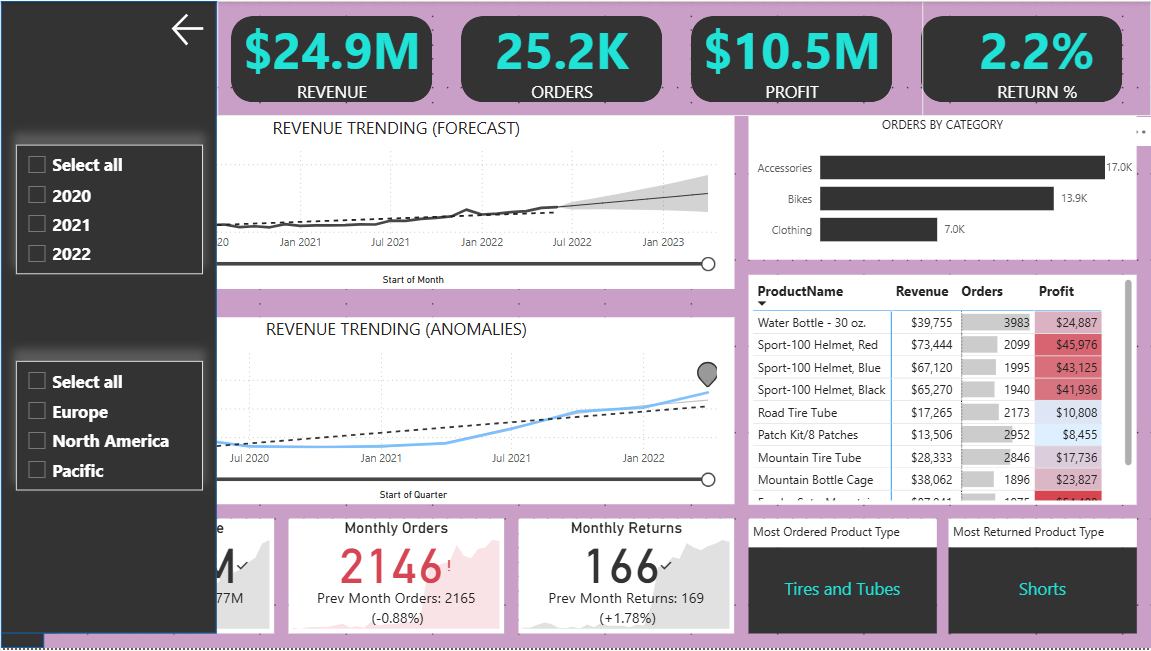 $24.9M
REVENUE
25.2K
ORDERS
$10.5M
PROFIT
2.2%
RETURN %
Select all
2020
2021
2022
Select all
Europe
North America
Pacific
REVENUE TRENDING (FORECAST)
20 Jan 2021 Jul 2021 Jan 2022 Jul 2022 Jan 2023
Start of Month
REVENUE TRENDING (ANOMALIES)
Jul 2020 Jan 2021 Jul 2021 Jan 2022
Start of Quarter
ORDERS BY CATEGORY
Accessories 17.0K
Bikes 13.9K
Clothing 7.0K
ProductName Revenue Orders Profit
Water Bottle - 30 oz. $39,755 3983 $24,887
Sport-100 Helmet, Red $73,444 2099 $45,976
Sport-100 Helmet, Blue $67,120 1995 $43,125
Sport-100 Helmet, Black $65,270 1940 $41,936
Road Tire Tube $17,265 2173 $10,808
Patch Kit/8 Patches $13,506 2952 $8,455
Mountain Tire Tube $28,333 2846 $17,736
Mountain Bottle Cage $38,062 1896 $23,827
e
M
77M
Monthly Orders
2146!
Prev Month Orders: 2165
(-0.88%)
Monthly Returns
166
Prev Month Returns: 169
(+1.78%)
Most Ordered Product Type
Tires and Tubes
Most Returned Product Type
Shorts